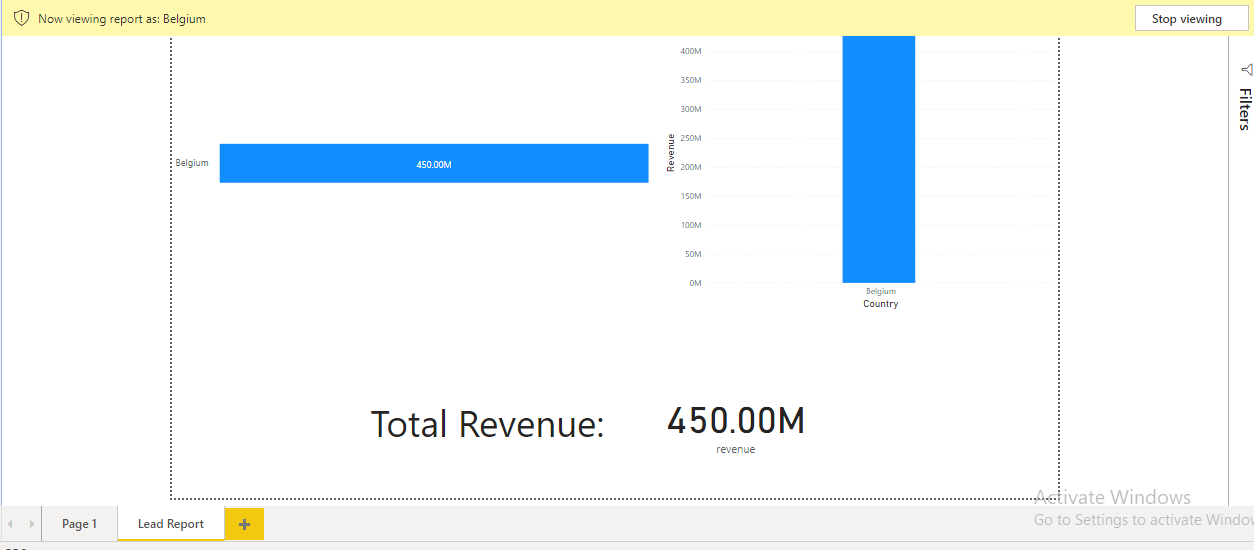 Now viewing report as: Belgium
Stop viewing
400M
350M
300M
250M
200M
150M
100M
50M
0M
Revenue
Belgium
450.00M
Belgium
Country
Filters
Total Revenue:
450.00M
revenue
Activate Windows
Go to Settings to activate Windov
Page 1
Lead Report
+